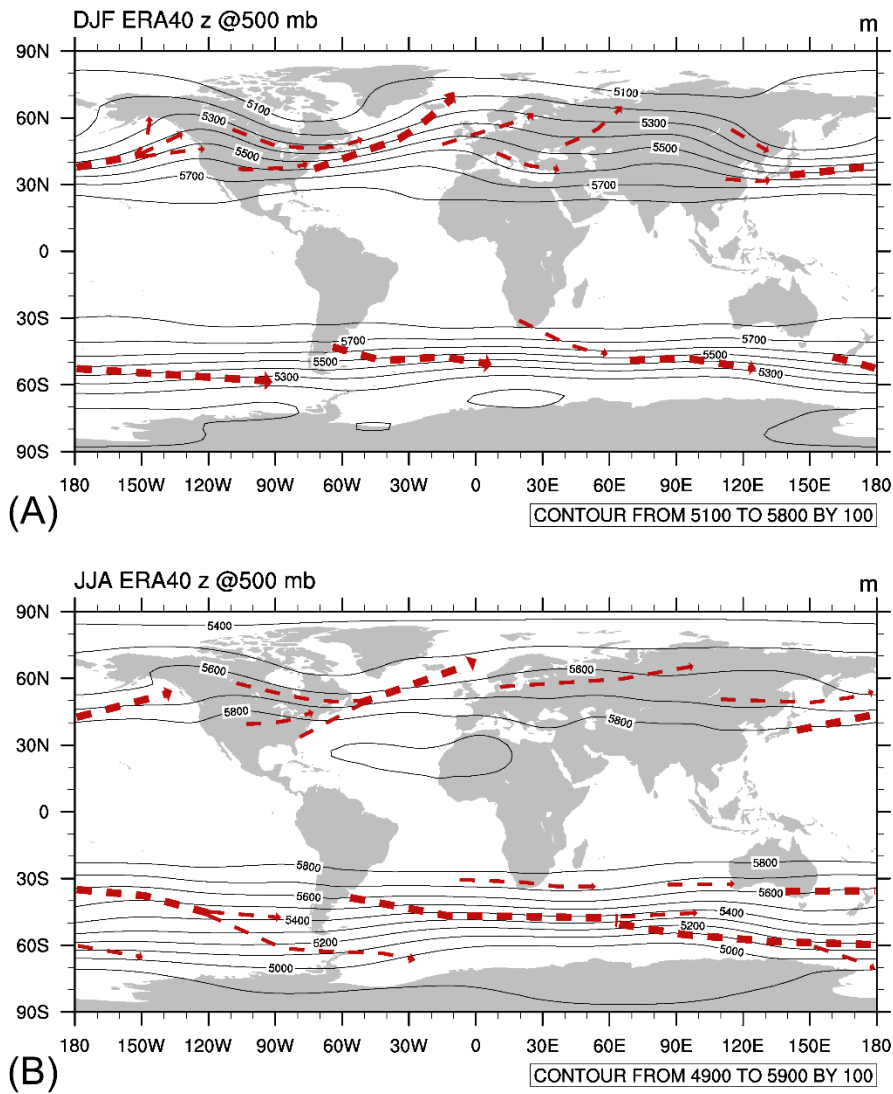 DJF ERA40 z @500 mb m
90N
60N
30N
0
30S
60S
90S
5100
5300
5300
5500
5500
5700
5700
5100
5700
5500
5300
5700
5500
5300
180 150W 120W 90W 60W 30W 0 30E 60E 90E 120E 150E 180
(A)
CONTOUR FROM 5100 TO 5800 BY 100
JJA ERA40 z @500 mb m
90N
60N
30N
0
30S
60S
90S
5400
5600
5600
5800
5800
5800
5800
5600
5600
5400
5400
5200
5200
5000
5000
180 150W 120W 90W 60W 30W 0 30E 60E 90E 120E 150E 180
(B)
CONTOUR FROM 4900 TO 5900 BY 100